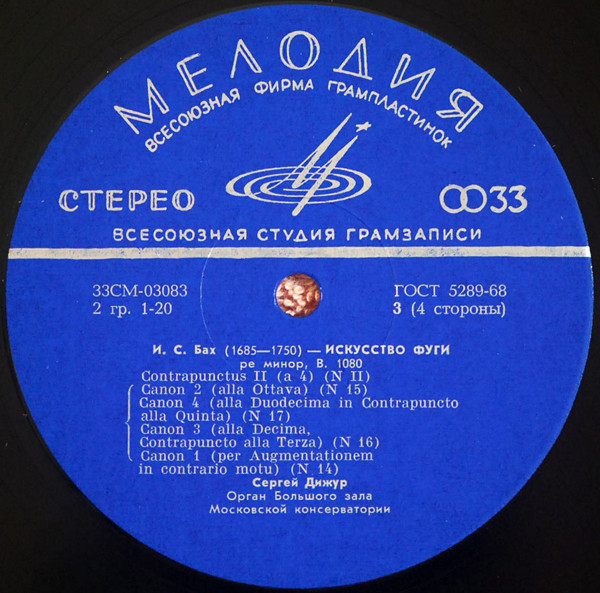 МЕЛОДИЯ
ВСЕСОЮЗНАЯ ФИРМА ГРАМПЛАСТИНОК
СТЕРЕО
33
ВСЕСОЮЗНАЯ СТУДИЯ ГРАМЗАПИСИ
33СМ-03083
ГОСТ 5289-68
2 гр. 1-20
3 (4 стороны)
И. С. Бах (1685—1750) — ИСКУССТВО ФУГИ
ре минор, В. 1080
Contrapunctus II (a 4) (N II)
Canon 2 (alla Ottava) (N 15)
Canon 4 (alla Duodecima in Contrapuncto
alla Quinta) (N 17)
Canon 3 (alla Decima,
Contrapuncto alla Terza) (N 16)
Canon 1 (per Augmentationem
in contrario motu) (N 14)
Сергей Дижур
Орган Большого зала
Московской консерватории